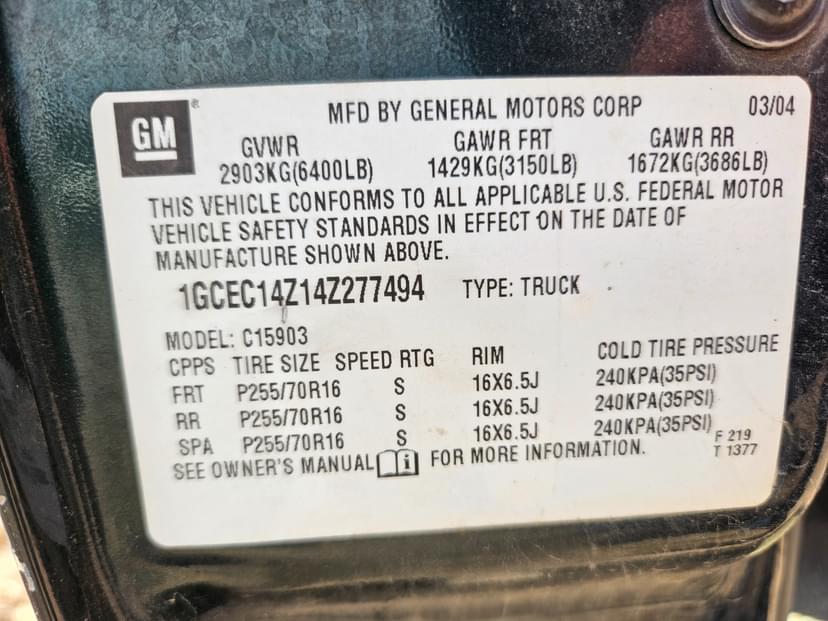 GM® MFD BY GENERAL MOTORS CORP 03/04
GVWR GAWR FRT GAWR RR
2903KG(6400LB) 1429KG(3150LB) 1672KG(3686LB)
THIS VEHICLE CONFORMS TO ALL APPLICABLE U.S. FEDERAL MOTOR
VEHICLE SAFETY STANDARDS IN EFFECT ON THE DATE OF
MANUFACTURE SHOWN ABOVE.
1GCEC14Z14Z277494 TYPE: TRUCK
MODEL: C15903
CPPS TIRE SIZE SPEED RTG RIM COLD TIRE PRESSURE
FRT P255/70R16 S 16X6.5J 240KPA(35PSI)
RR P255/70R16 S 16X6.5J 240KPA(35PSI)
SPA P255/70R16 S 16X6.5J 240KPA(35PSI)
SEE OWNER'S MANUAL i FOR MORE INFORMATION.
F 219
T 1377